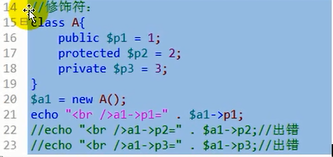 14 //修饰符:
15 class A{
16 public $p1 = 1;
17 protected $p2 = 2;
18 private $p3 = 3;
19 }
20 $a1 = new A();
21 echo "<br />a1->p1=" . $a1->p1;
22 //echo "<br />a1->p2=" . $a1->p2;//出错
23 //echo "<br />a1->p3=" . $a1->p3;//出错